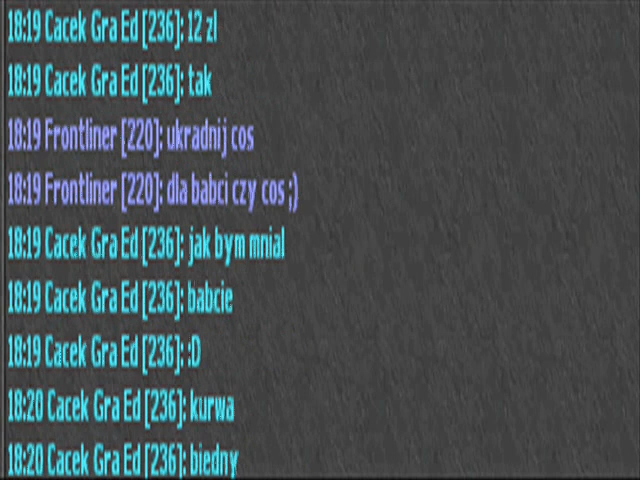 18:19 Cacek Gra Ed [236]: 12 zl
18:19 Cacek Gra Ed [236]: tak
18:19 Frontliner [220]: ukradnij cos
18:19 Frontliner [220]: dla babci czy cos ;)
18:19 Cacek Gra Ed [236]: jak bym mnial
18:19 Cacek Gra Ed [236]: babcie
18:19 Cacek Gra Ed [236]: :D
18:20 Cacek Gra Ed [236]: kurwa
18:20 Cacek Gra Ed [236]: biedny